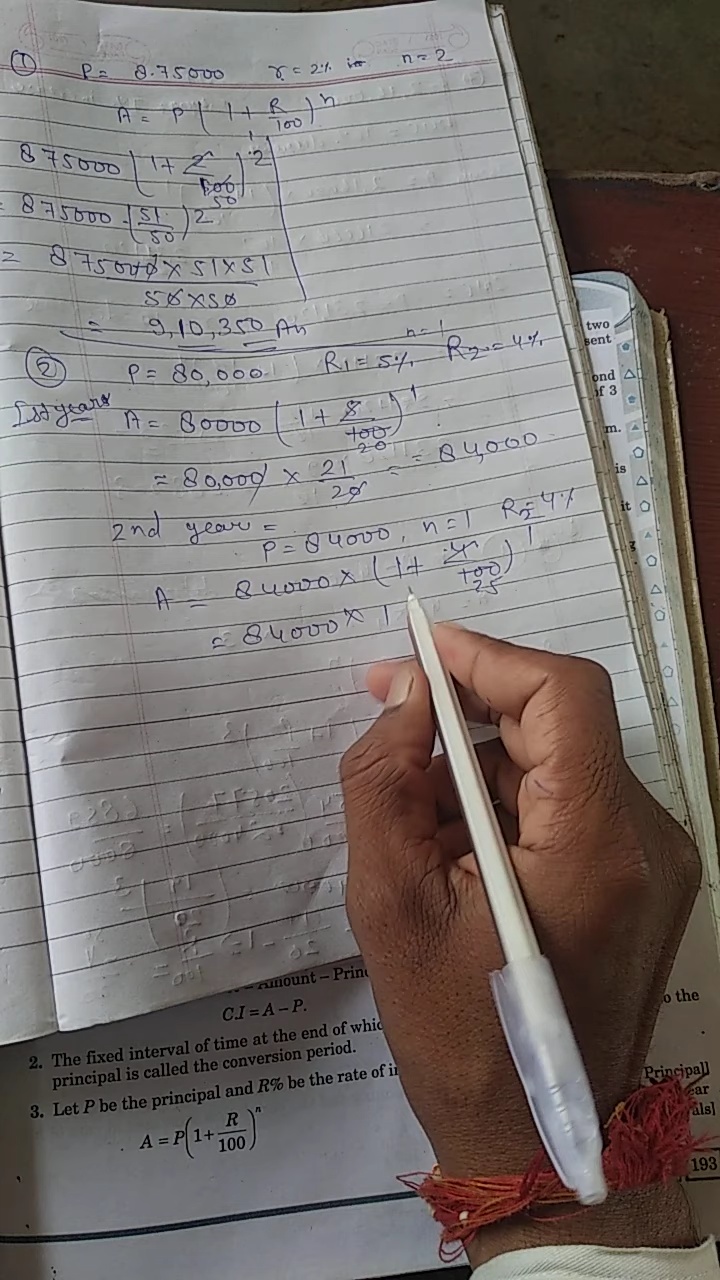 ① P = 8.75000 r = 2% n = 2
A = P ( 1 + R/100 )ⁿ
875000 ( 1 + 2/100 50 )²
= 875000 ( 51/50 )²
= 875000 × 51 × 51 / 50 × 50
= 9,10,350 An
② P = 80,000 n = 1 R1 = 5% R2 = 4%
Ist year A = 80000 ( 1 + 5/100 20 )¹
= 80,000 × 21/20 = = 84,000
2nd year =
P = 84000, n = 1 R2 = 4%
A = 84000 × ( 1 + 4/100 25 )¹
= 84000 × 1
two
sent
ond
of 3
m.
is
it
Amount – Prin
C.I = A – P.
2. The fixed interval of time at the end of whic
principal is called the conversion period.
o the
3. Let P be the principal and R% be the rate of i
Principal]
ear
als]
A = P(1 + R/100)ⁿ
193